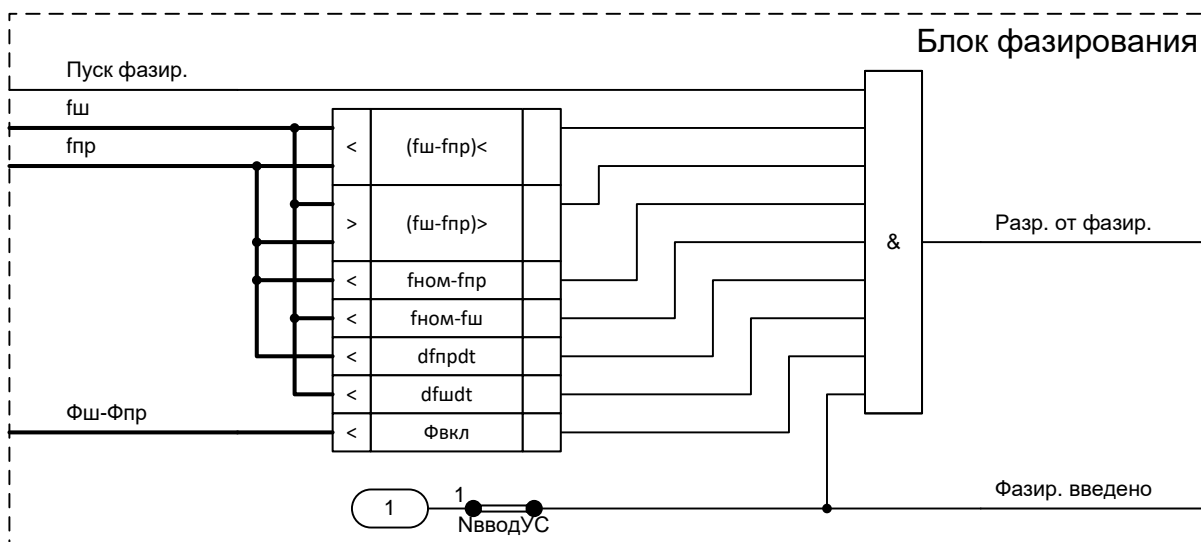 Блок фазирования
Пуск фазир.
fш
fпр
< (fш-fпр)<
> (fш-fпр)>
< fном-fпр
< fном-fш
< dfпрdt
< dfшdt
Фш-Фпр
< Фвкл
&
Разр. от фазир.
1
1
NвводУС
Фазир. введено